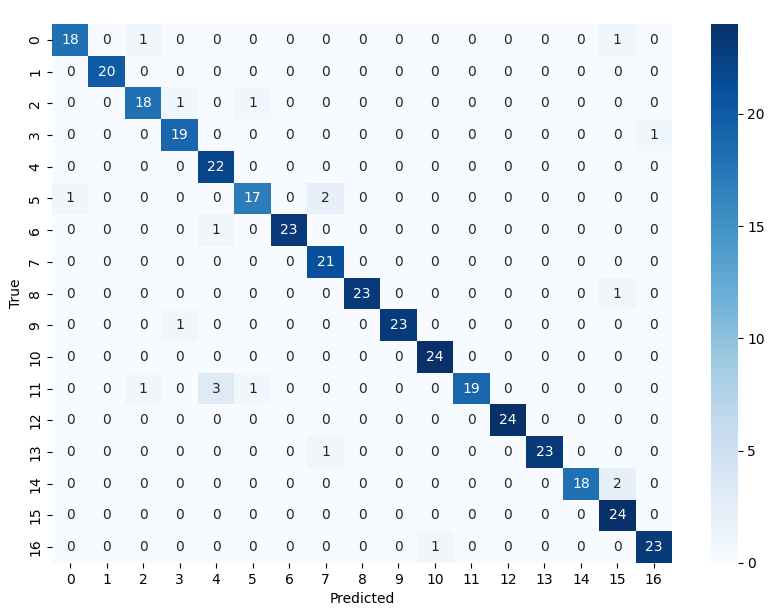 0 18 0 1 0 0 0 0 0 0 0 0 0 0 0 0 1 0
1 0 20 0 0 0 0 0 0 0 0 0 0 0 0 0 0 0
2 0 0 18 1 0 1 0 0 0 0 0 0 0 0 0 0 0
3 0 0 0 19 0 0 0 0 0 0 0 0 0 0 0 0 1
4 0 0 0 0 22 0 0 0 0 0 0 0 0 0 0 0 0
5 1 0 0 0 0 17 0 2 0 0 0 0 0 0 0 0 0
6 0 0 0 0 1 0 23 0 0 0 0 0 0 0 0 0 0
7 0 0 0 0 0 0 0 21 0 0 0 0 0 0 0 0 0
8 0 0 0 0 0 0 0 0 23 0 0 0 0 0 0 1 0
True
9 0 0 0 1 0 0 0 0 0 23 0 0 0 0 0 0 0
10 0 0 0 0 0 0 0 0 0 0 24 0 0 0 0 0 0
11 0 0 1 0 3 1 0 0 0 0 0 19 0 0 0 0 0
12 0 0 0 0 0 0 0 0 0 0 0 0 24 0 0 0 0
13 0 0 0 0 0 0 0 1 0 0 0 0 0 23 0 0 0
14 0 0 0 0 0 0 0 0 0 0 0 0 0 0 18 2 0
15 0 0 0 0 0 0 0 0 0 0 0 0 0 0 0 24 0
16 0 0 0 0 0 0 0 0 0 0 1 0 0 0 0 0 23
0 1 2 3 4 5 6 7 8 9 10 11 12 13 14 15 16
Predicted
20
15
10
5
0